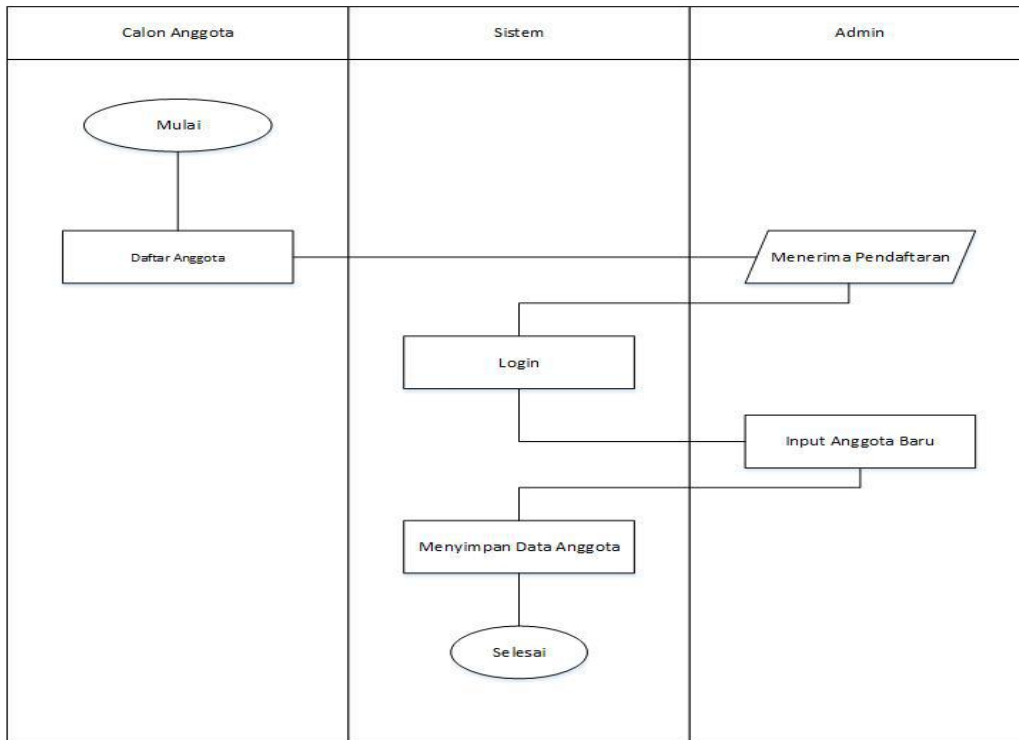 Calon Anggota
Sistem
Admin
Mulai
Daftar Anggota
Menerima Pendaftaran
Login
Input Anggota Baru
Menyimpan Data Anggota
Selesai